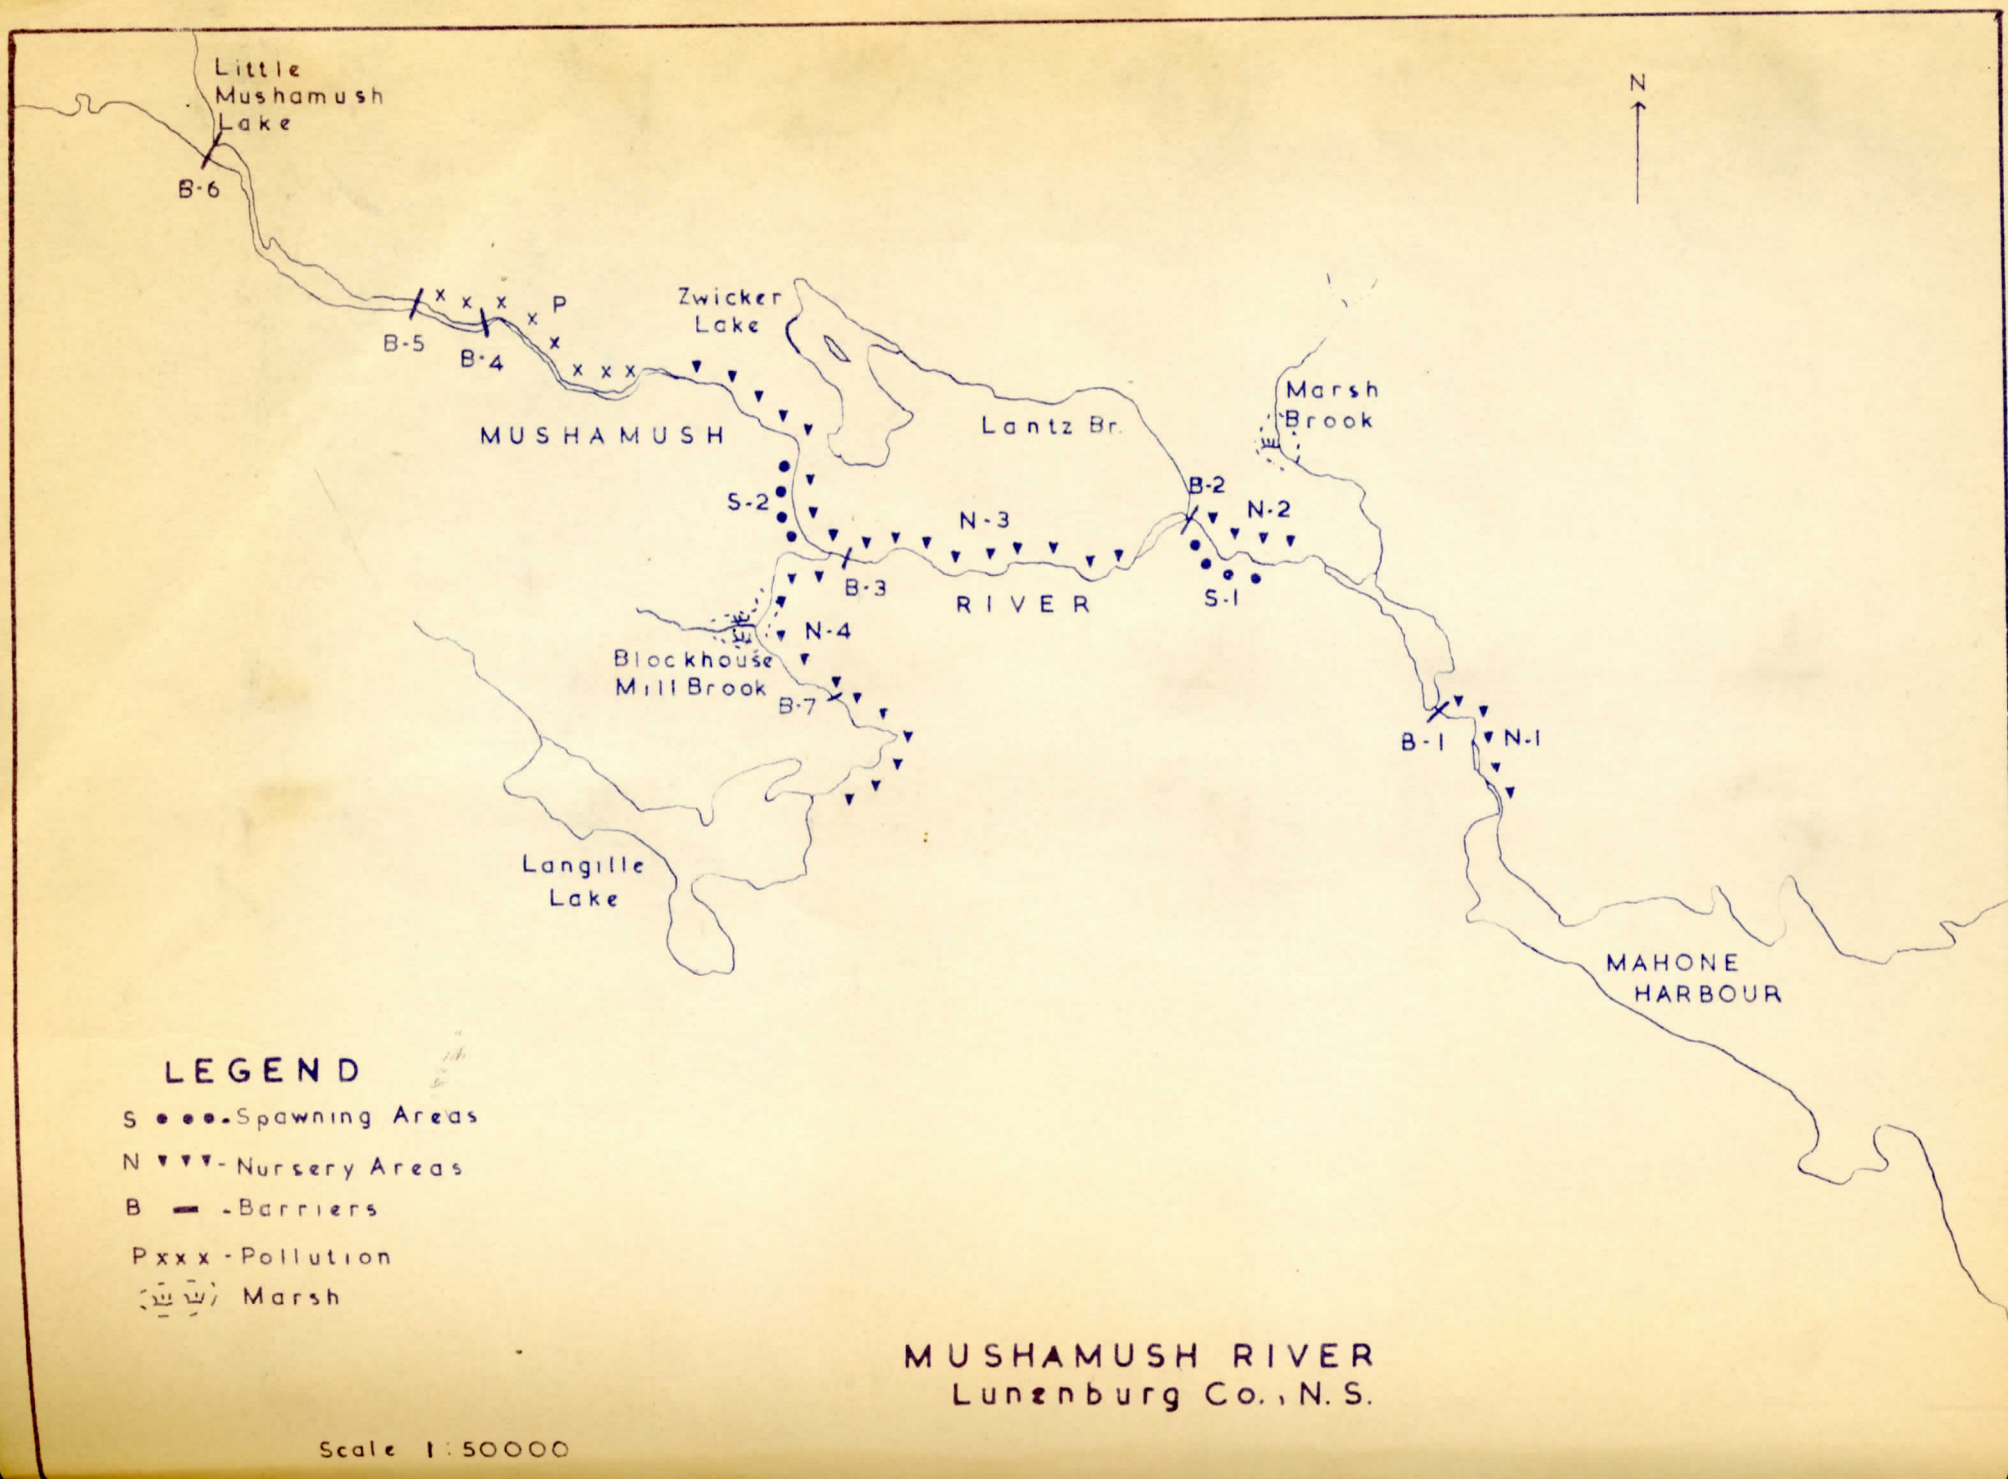 Little
Mushamush
Lake
N
B-6
Zwicker
Lake
P
B-5
B-4
Marsh
Brook
MUSHAMUSH
Lantz Br.
S-2
B-2
N-2
N-3
B-3
RIVER
S-1
N-4
Blockhouse
Mill Brook
B-7
B-1
N-1
Langille
Lake
MAHONE
HARBOUR
LEGEND
S - Spawning Areas
N - Nursery Areas
B - Barriers
P x x x - Pollution
Marsh
MUSHAMUSH RIVER
Lunenburg Co., N.S.
Scale 1:50000